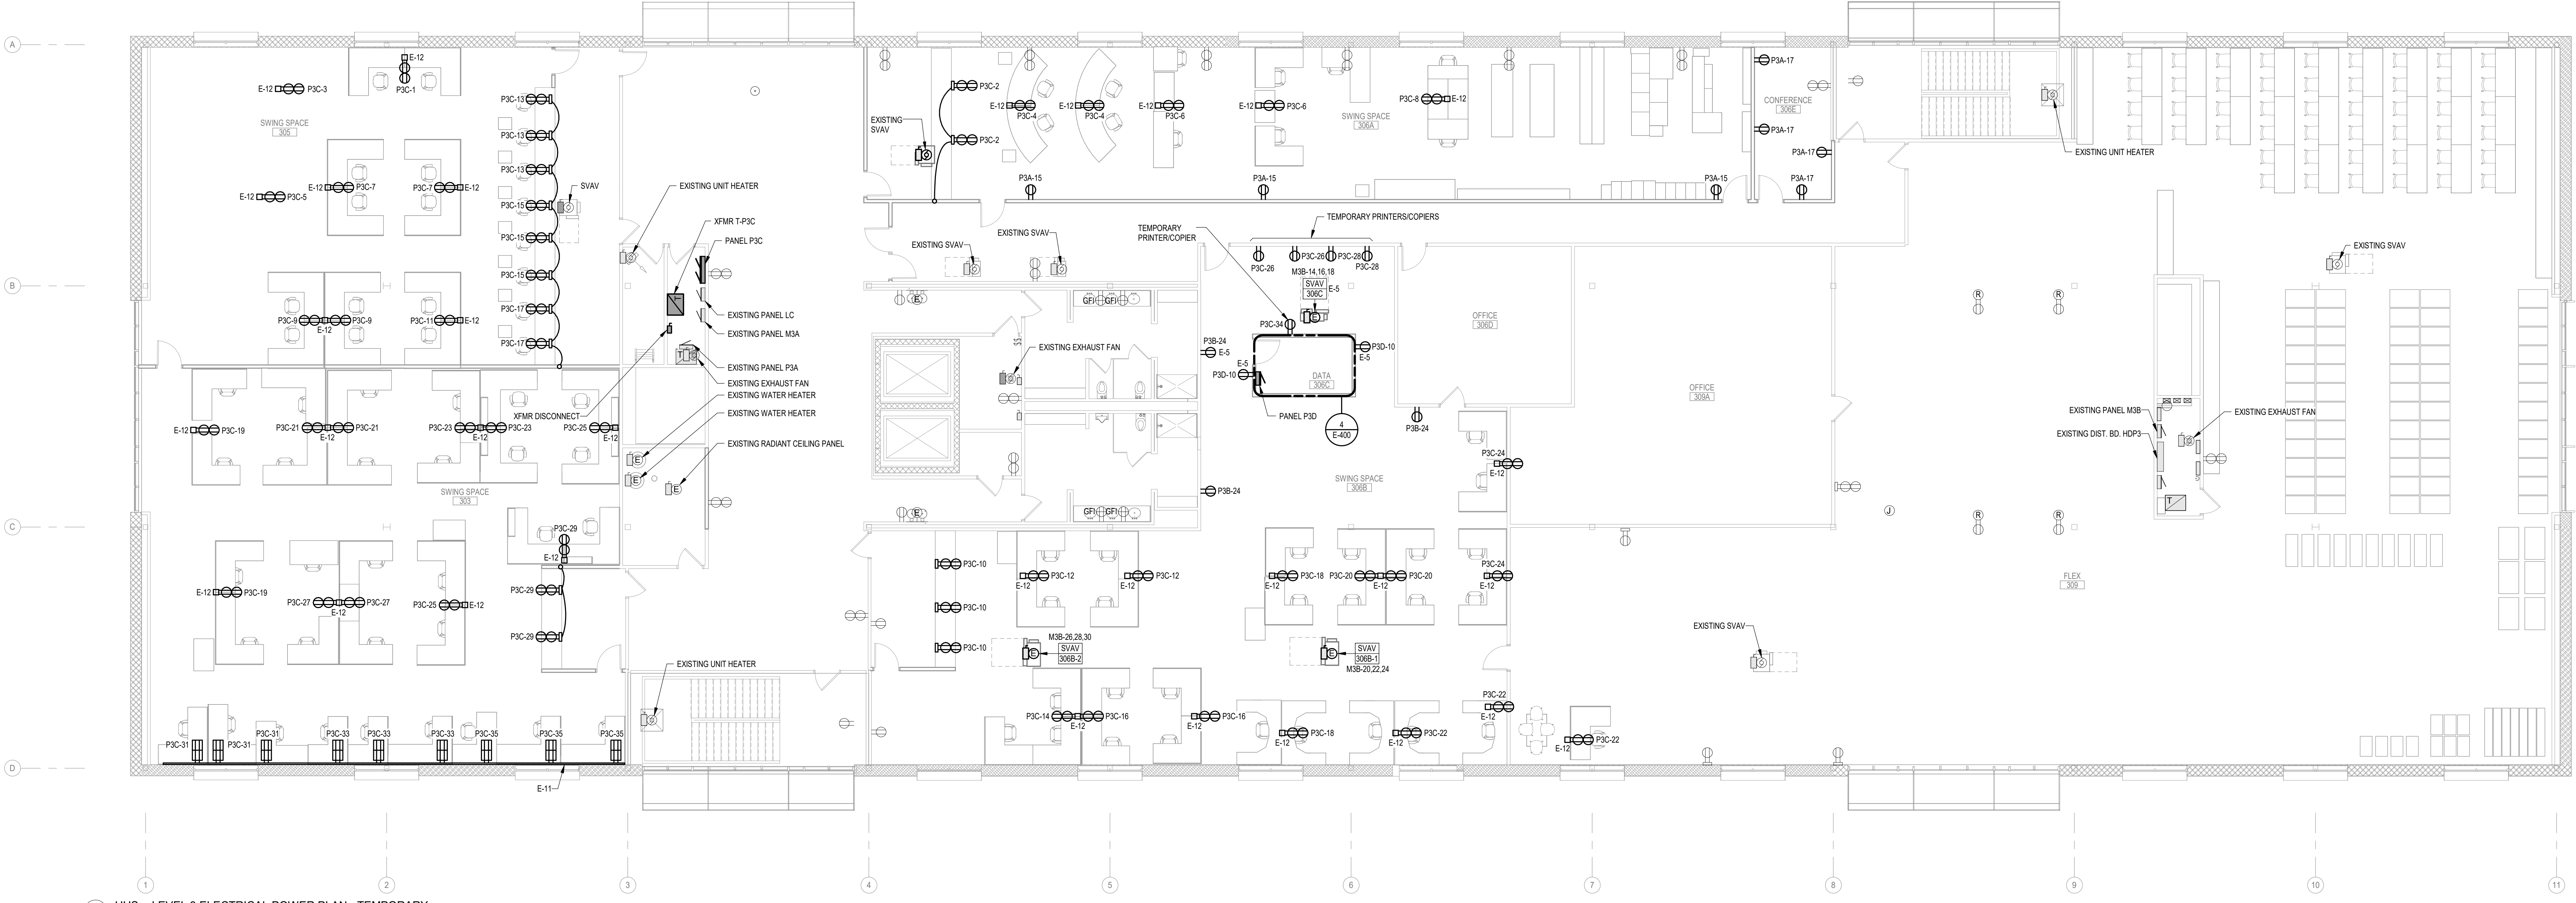 A
B
C
D
E-12
P3C-3
E-12
P3C-1
SWING SPACE
305
P3C-13
P3C-13
P3C-13
P3C-15
P3C-15
P3C-15
P3C-17
P3C-17
E-12
P3C-7
P3C-7
E-12
E-12
P3C-5
SVAV
P3C-9
P3C-9
E-12
P3C-11
E-12
EXISTING UNIT HEATER
XFMR T-P3C
PANEL P3C
T
EXISTING PANEL LC
EXISTING PANEL M3A
EXISTING PANEL P3A
T
EXISTING EXHAUST FAN
EXISTING WATER HEATER
EXISTING WATER HEATER
XFMR DISCONNECT
EXISTING RADIANT CEILING PANEL
E
E
E
E-12
P3C-19
P3C-21
P3C-21
E-12
P3C-23
P3C-23
E-12
P3C-25
E-12
SWING SPACE
303
P3C-29
E-12
P3C-29
P3C-29
E-12
P3C-19
P3C-27
P3C-27
E-12
P3C-25
E-12
EXISTING UNIT HEATER
P3C-31
P3C-31
P3C-31
P3C-33
P3C-33
P3C-33
P3C-35
P3C-35
P3C-35
E-11
EXISTING
SVAV
P3C-2
P3C-2
E-12
P3C-4
E-12
P3C-4
E-12
P3C-6
E-12
P3C-6
P3C-8
E-12
SWING SPACE
306A
P3A-15
P3A-15
P3A-15
P3A-17
P3A-17
P3A-17
P3A-17
CONFERENCE
306E
EXISTING UNIT HEATER
EXISTING SVAV
EXISTING SVAV
TEMPORARY
PRINTER/COPIER
TEMPORARY PRINTERS/COPIERS
P3C-26
P3C-26
P3C-28
P3C-28
M3B-14,16,18
SVAV
306C
E-5
E
P3C-34
E
GFI
GFI
EXISTING EXHAUST FAN
P3B-24
E-5
E-5
P3D-10
P3D-10
E-5
DATA
306C
PANEL P3D
4
E-400
OFFICE
306D
OFFICE
309A
P3B-24
P3B-24
P3C-24
E-12
SWING SPACE
306B
E
GFI
GFI
P3C-10
P3C-10
P3C-10
P3C-12
E-12
P3C-12
E-12
P3C-18
E-12
P3C-20
P3C-20
E-12
P3C-24
E-12
M3B-26,28,30
E
SVAV
306B-2
E
SVAV
306B-1
M3B-20,22,24
P3C-14
P3C-16
E-12
P3C-16
E-12
P3C-18
E-12
P3C-22
E-12
P3C-22
E-12
P3C-22
E-12
EXISTING SVAV
EXISTING SVAV
R
R
R
R
J
FLEX
309
EXISTING PANEL M3B
EXISTING DIST. BD. HDP3
EXISTING EXHAUST FAN
T
1
2
3
4
5
6
7
8
9
10
11